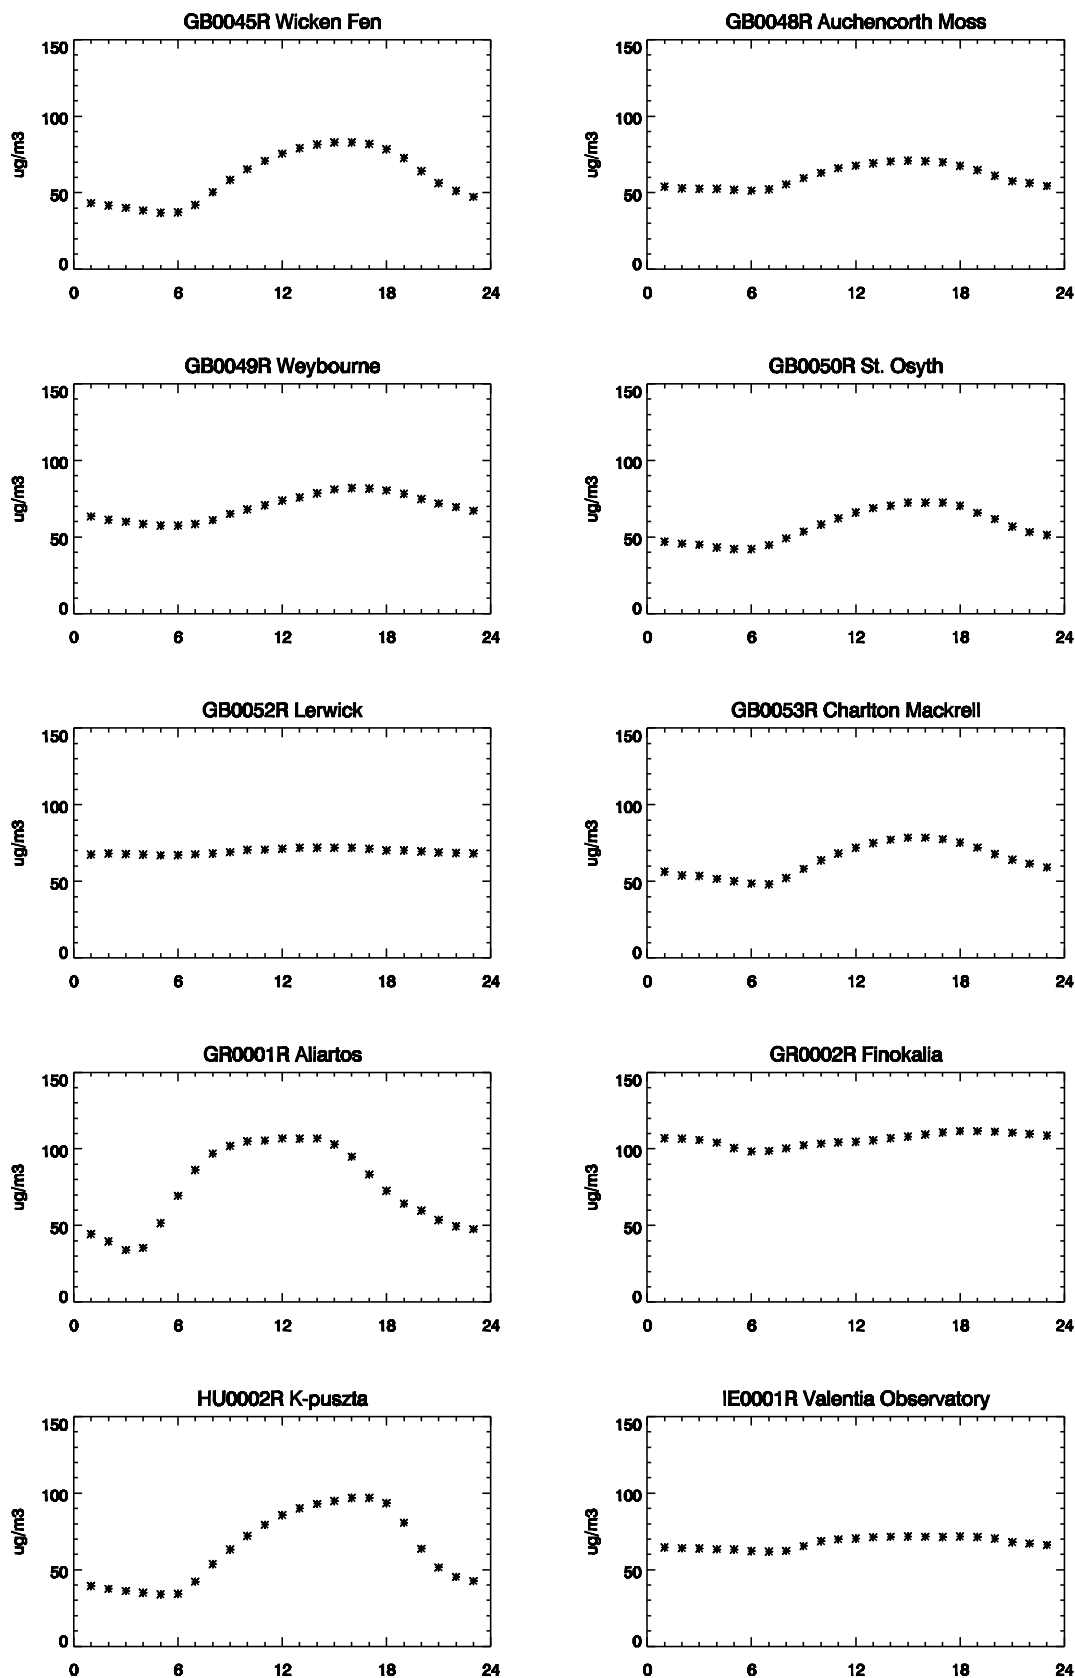 GB0045R Wicken Fen
150
100
50
0
ug/m3
0 6 12 18 24
GB0048R Auchencorth Moss
150
100
50
0
ug/m3
0 6 12 18 24
GB0049R Weybourne
150
100
50
0
ug/m3
0 6 12 18 24
GB0050R St. Osyth
150
100
50
0
ug/m3
0 6 12 18 24
GB0052R Lerwick
150
100
50
0
ug/m3
0 6 12 18 24
GB0053R Charlton Mackrell
150
100
50
0
ug/m3
0 6 12 18 24
GR0001R Aliartos
150
100
50
0
ug/m3
0 6 12 18 24
GR0002R Finokalia
150
100
50
0
ug/m3
0 6 12 18 24
HU0002R K-puszta
150
100
50
0
ug/m3
0 6 12 18 24
IE0001R Valentia Observatory
150
100
50
0
ug/m3
0 6 12 18 24